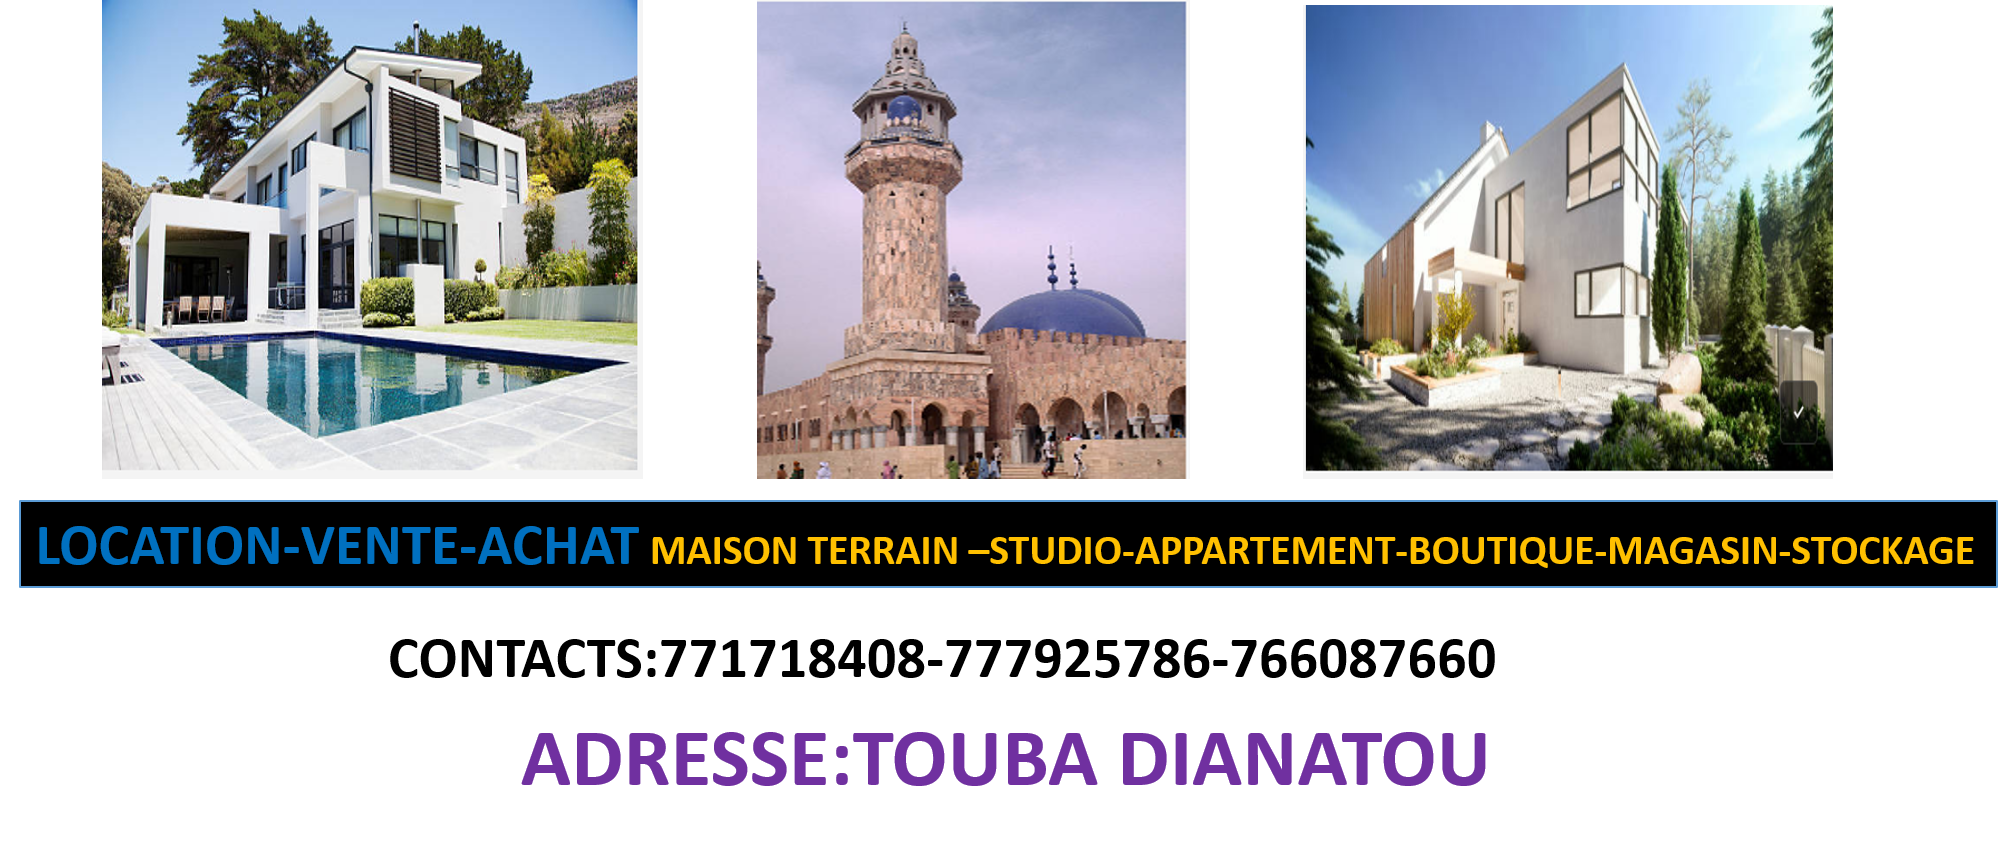 LOCATION-VENTE-ACHAT MAISON TERRAIN –STUDIO-APPARTEMENT-BOUTIQUE-MAGASIN-STOCKAGE
CONTACTS:771718408-777925786-766087660
ADRESSE:TOUBA DIANATOU